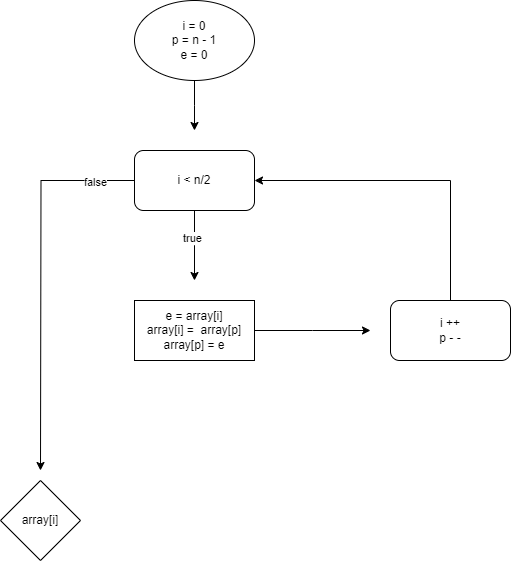 i = 0
p = n - 1
e = 0
i < n/2
false
true
e = array[i]
array[i] =  array[p]
array[p] = e
i ++
p - -
array[i]